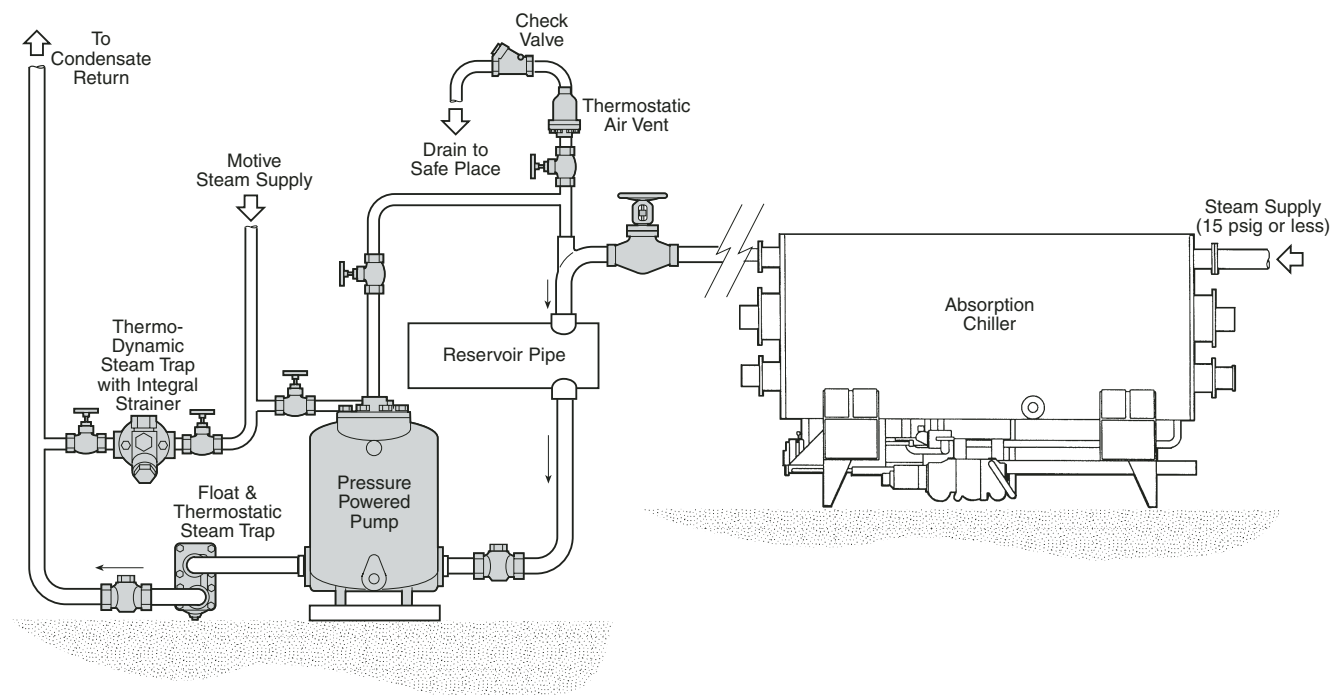 To
Condensate
Return
Check
Valve
Thermostatic
Air Vent
Drain to
Safe Place
Motive
Steam Supply
Steam Supply
(15 psig or less)
Absorption
Chiller
Reservoir Pipe
Thermo-
Dynamic
Steam Trap
with Integral
Strainer
Float &
Thermostatic
Steam Trap
Pressure
Powered
Pump